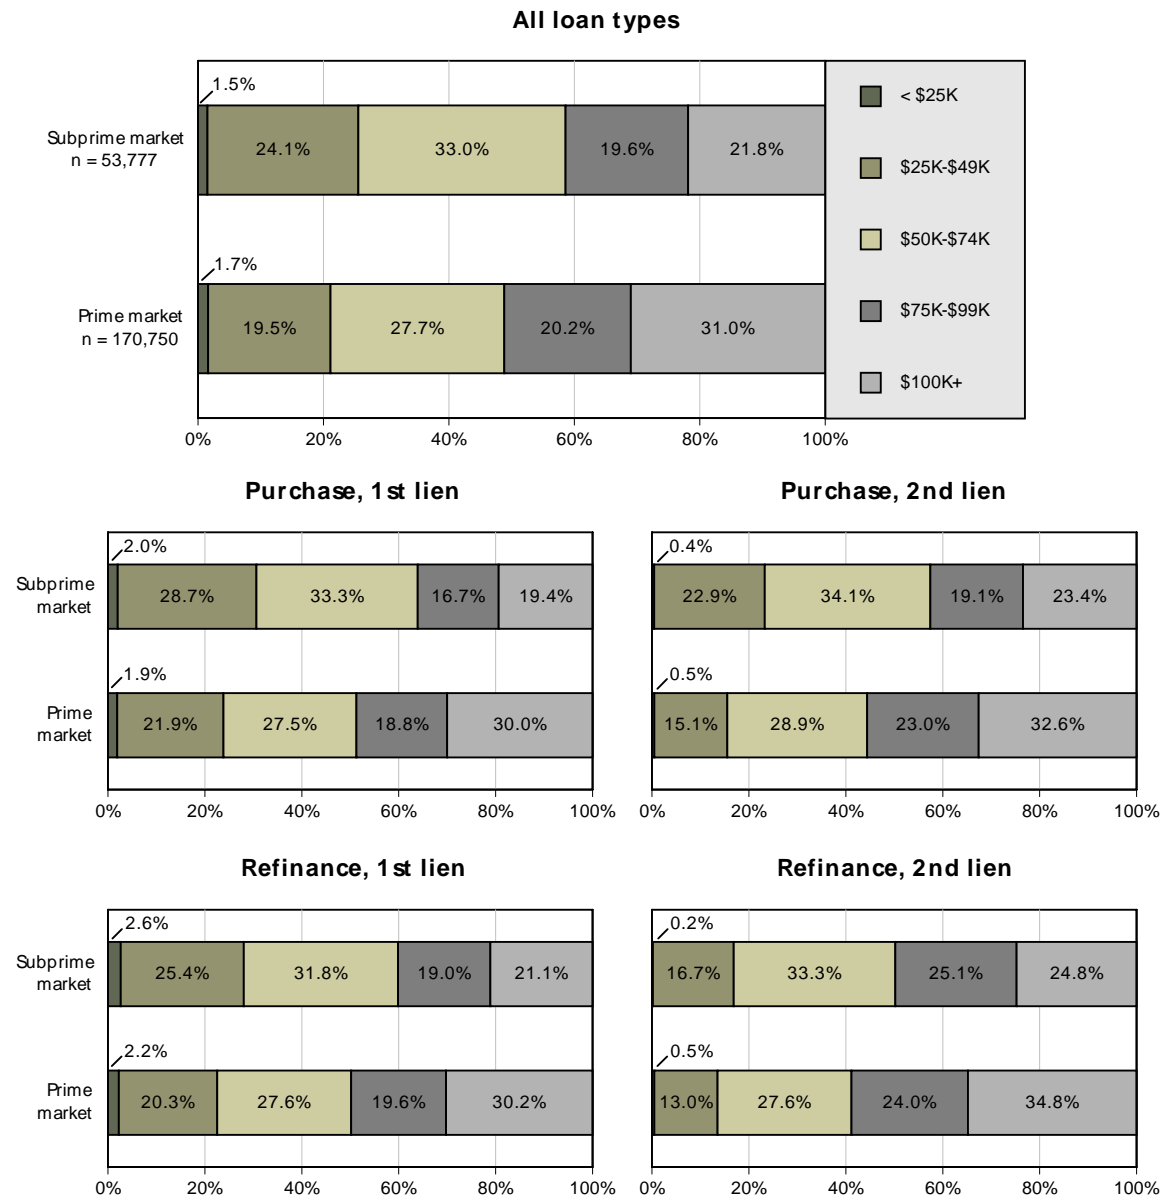 All loan types
1.5%
Subprime market
n = 53,777
24.1% 33.0% 19.6% 21.8%
1.7%
Prime market
n = 170,750
19.5% 27.7% 20.2% 31.0%
0% 20% 40% 60% 80% 100%
< $25K
$25K-$49K
$50K-$74K
$75K-$99K
$100K+
Purchase, 1st lien
2.0%
Subprime
market
28.7% 33.3% 16.7% 19.4%
1.9%
Prime
market
21.9% 27.5% 18.8% 30.0%
0% 20% 40% 60% 80% 100%
Purchase, 2nd lien
0.4%
22.9% 34.1% 19.1% 23.4%
0.5%
15.1% 28.9% 23.0% 32.6%
0% 20% 40% 60% 80% 100%
Refinance, 1st lien
2.6%
Subprime
market
25.4% 31.8% 19.0% 21.1%
2.2%
Prime
market
20.3% 27.6% 19.6% 30.2%
0% 20% 40% 60% 80% 100%
Refinance, 2nd lien
0.2%
16.7% 33.3% 25.1% 24.8%
0.5%
13.0% 27.6% 24.0% 34.8%
0% 20% 40% 60% 80% 100%